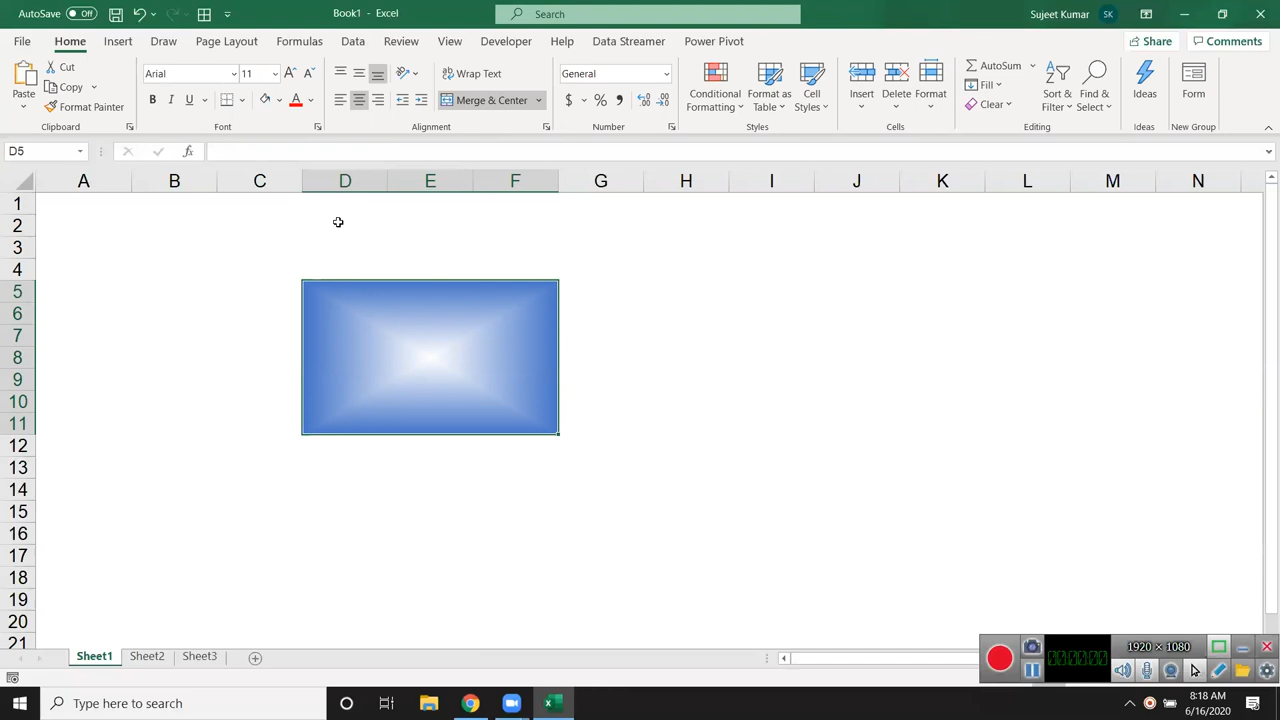 AutoSave Off Book1 - Excel Search Sujeet Kumar SK
File Home Insert Draw Page Layout Formulas Data Review View Developer Help Data Streamer Power Pivot Share Comments
Paste Cut Copy Format Painter Clipboard
Arial 11 B I U A Font
Wrap Text Merge & Center Alignment
General $ % , Number
Conditional Formatting Format as Table Cell Styles Styles
Insert Delete Format Cells
AutoSum Fill Clear Sort & Filter Find & Select Editing
Ideas Ideas
Form New Group
D5 fx
A B C D E F G H I J K L M N
1
2
3
4
5
6
7
8
9
10
11
12
13
14
15
16
17
18
19
20
21
Sheet1 Sheet2 Sheet3
1920 × 1080
00:00:00
Type here to search
8:18 AM
6/16/2020